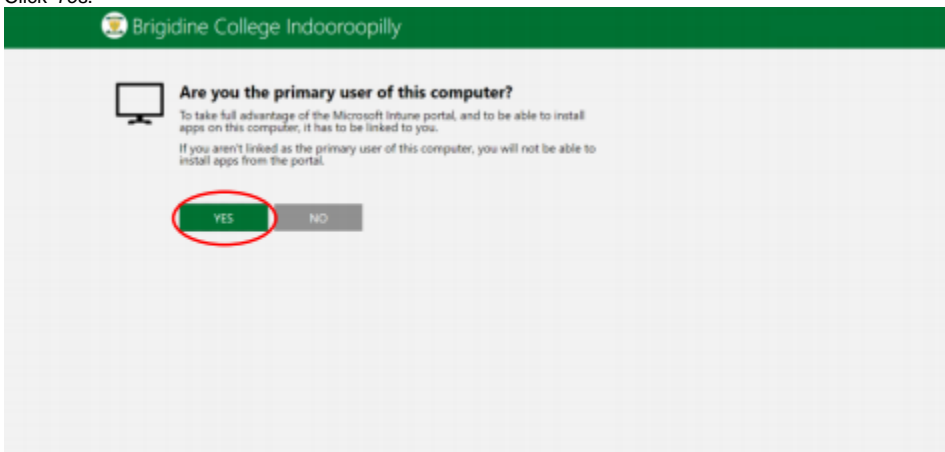 Click Yes.
Brigidine College Indooroopilly
Are you the primary user of this computer?
To take full advantage of the Microsoft Intune portal, and to be able to install
apps on this computer, it has to be linked to you.
If you aren't linked as the primary user of this computer, you will not be able to
install apps from the portal.
YES NO